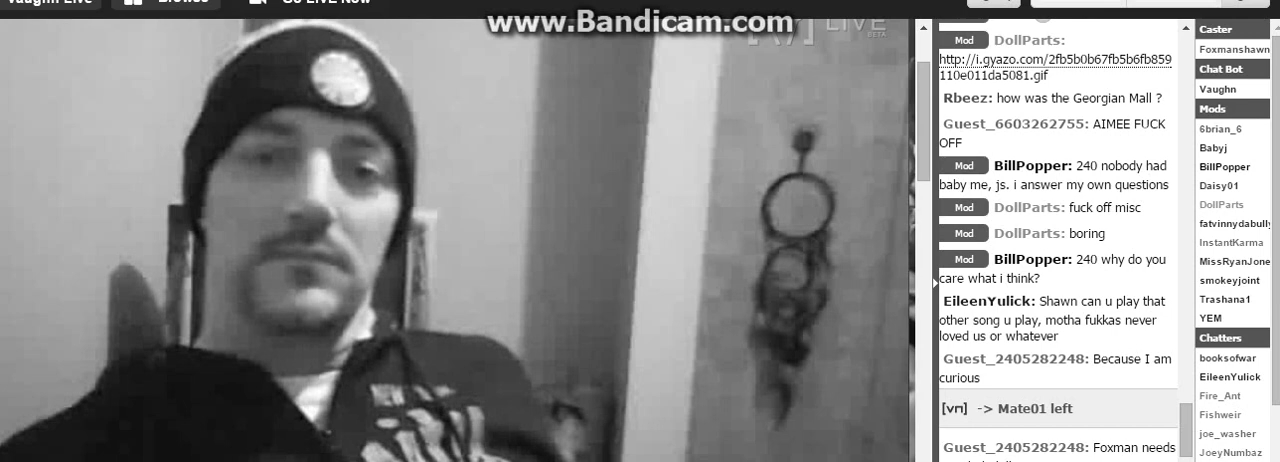 Vaughn Live
Browse
Go LIVE Now
www.Bandicam.com
LIVE
BETA
Mod DollParts:
http://i.gyazo.com/2fb5b0b67fb5b6fb859
110e011da5081.gif
Rbeez: how was the Georgian Mall ?
Guest_6603262755: AIMEE FUCK
OFF
Mod BillPopper: 240 nobody had
baby me, js. i answer my own questions
Mod DollParts: fuck off misc
Mod DollParts: boring
Mod BillPopper: 240 why do you
care what i think?
EileenYulick: Shawn can u play that
other song u play, motha fukkas never
loved us or whatever
Guest_2405282248: Because I am
curious
[vn] -> Mate01 left
Guest_2405282248: Foxman needs
Caster
Foxmanshawn
Chat Bot
Vaughn
Mods
6brian_6
Babyj
BillPopper
Daisy01
DollParts
fatvinnydabull
InstantKarma
MissRyanJone
smokeyjoint
Trashana1
YEM
Chatters
booksofwar
EileenYulick
Fire_Ant
Fishweir
joe_washer
JoeyNumbaz